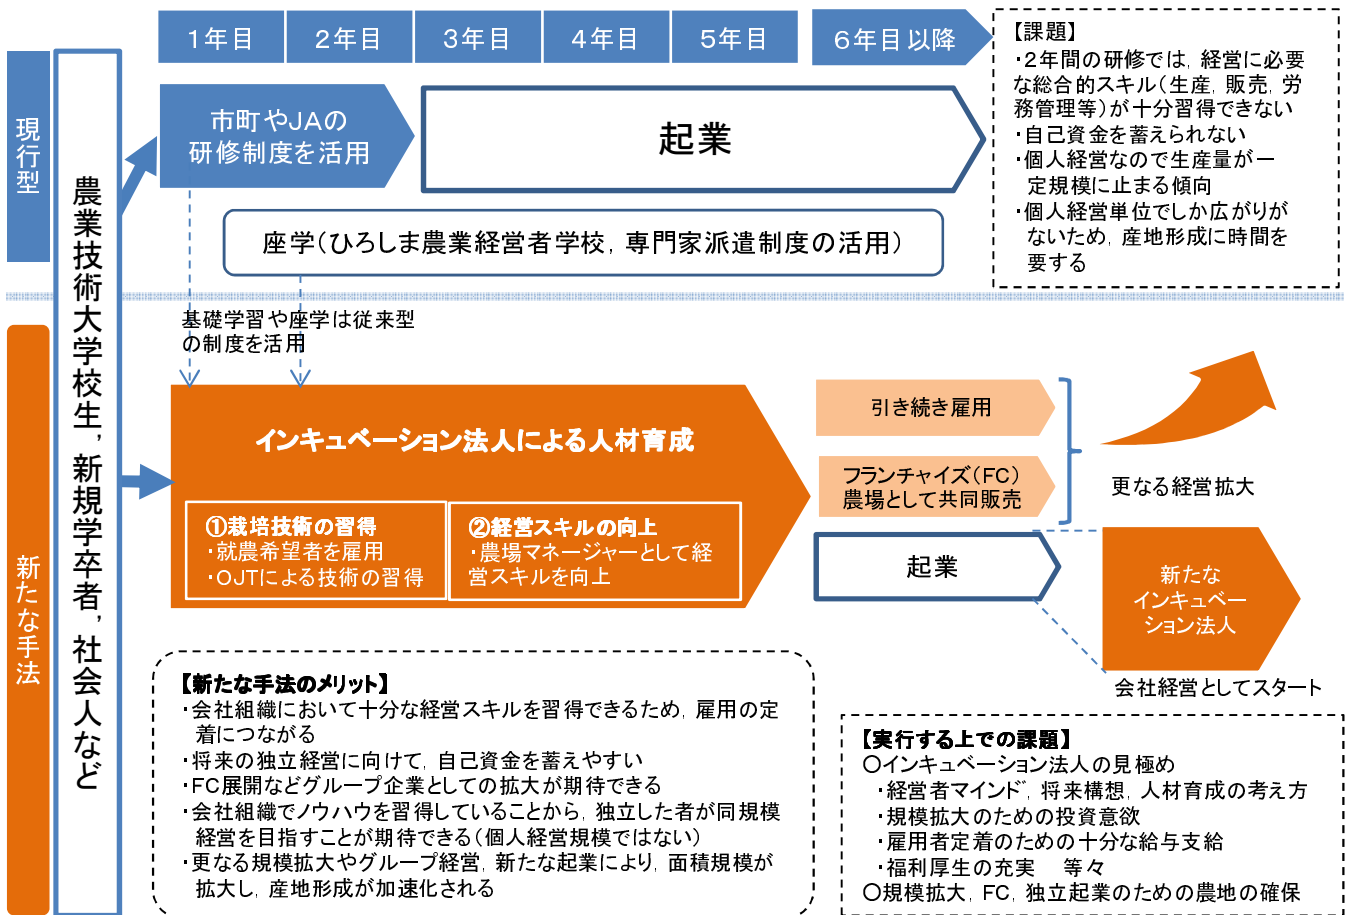 1年目
2年目
3年目
4年目
5年目
6年目以降
現行型
農業技術大学校生，新規学卒者，社会人など
市町やJAの
研修制度を活用
起業
座学（ひろしま農業経営者学校，専門家派遣制度の活用）
【課題】
・2年間の研修では，経営に必要
な総合的スキル（生産，販売，労
務管理等）が十分習得できない
・自己資金を蓄えられない
・個人経営なので生産量が一
定規模に止まる傾向
・個人経営単位でしか広がりが
ないため，産地形成に時間を
要する
新たな手法
基礎学習や座学は従来型
の制度を活用
インキュベーション法人による人材育成
①栽培技術の習得
・就農希望者を雇用
・OJTによる技術の習得
②経営スキルの向上
・農場マネージャーとして経
営スキルを向上
引き続き雇用
フランチャイズ（FC）
農場として共同販売
起業
更なる経営拡大
新たな
インキュベー
ション法人
会社経営としてスタート
【新たな手法のメリット】
・会社組織において十分な経営スキルを習得できるため，雇用の定
着につながる
・将来の独立経営に向けて，自己資金を蓄えやすい
・FC展開などグループ企業としての拡大が期待できる
・会社組織でノウハウを習得していることから，独立した者が同規模
経営を目指すことが期待できる（個人経営規模ではない）
・更なる規模拡大やグループ経営，新たな起業により，面積規模が
拡大し，産地形成が加速化される
【実行する上での課題】
○インキュベーション法人の見極め
・経営者マインド，将来構想，人材育成の考え方
・規模拡大のための投資意欲
・雇用者定着のための十分な給与支給
・福利厚生の充実　等々
○規模拡大，FC，独立起業のための農地の確保